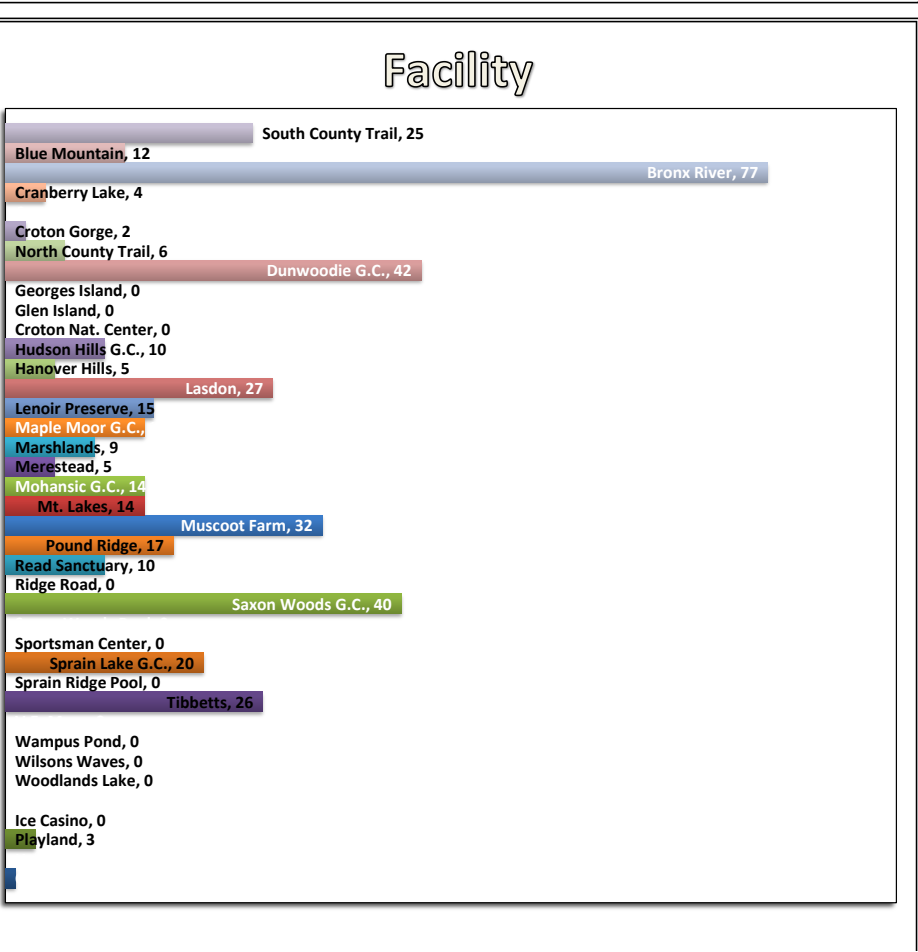 Facility
South County Trail, 25
Blue Mountain, 12
Bronx River, 77
Cranberry Lake, 4
Croton Gorge, 2
North County Trail, 6
Dunwoodie G.C., 42
Georges Island, 0
Glen Island, 0
Croton Nat. Center, 0
Hudson Hills G.C., 10
Hanover Hills, 5
Lasdon, 27
Lenoir Preserve, 15
Maple Moor G.C.,
Marshlands, 9
Merestead, 5
Mohansic G.C., 14
Mt. Lakes, 14
Muscoot Farm, 32
Pound Ridge, 17
Read Sanctuary, 10
Ridge Road, 0
Saxon Woods G.C., 40
Sportsman Center, 0
Sprain Lake G.C., 20
Sprain Ridge Pool, 0
Tibbetts, 26
Wampus Pond, 0
Wilsons Waves, 0
Woodlands Lake, 0
Ice Casino, 0
Playland, 3